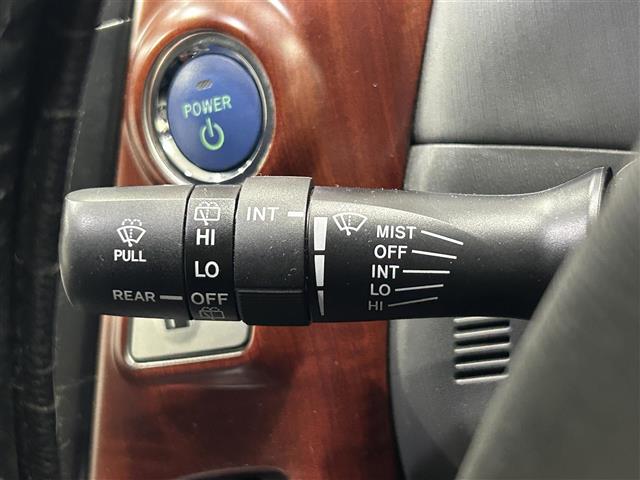 POWER
PULL
REAR
HI
LO
OFF
INT
MIST
OFF
INT
LO
HI